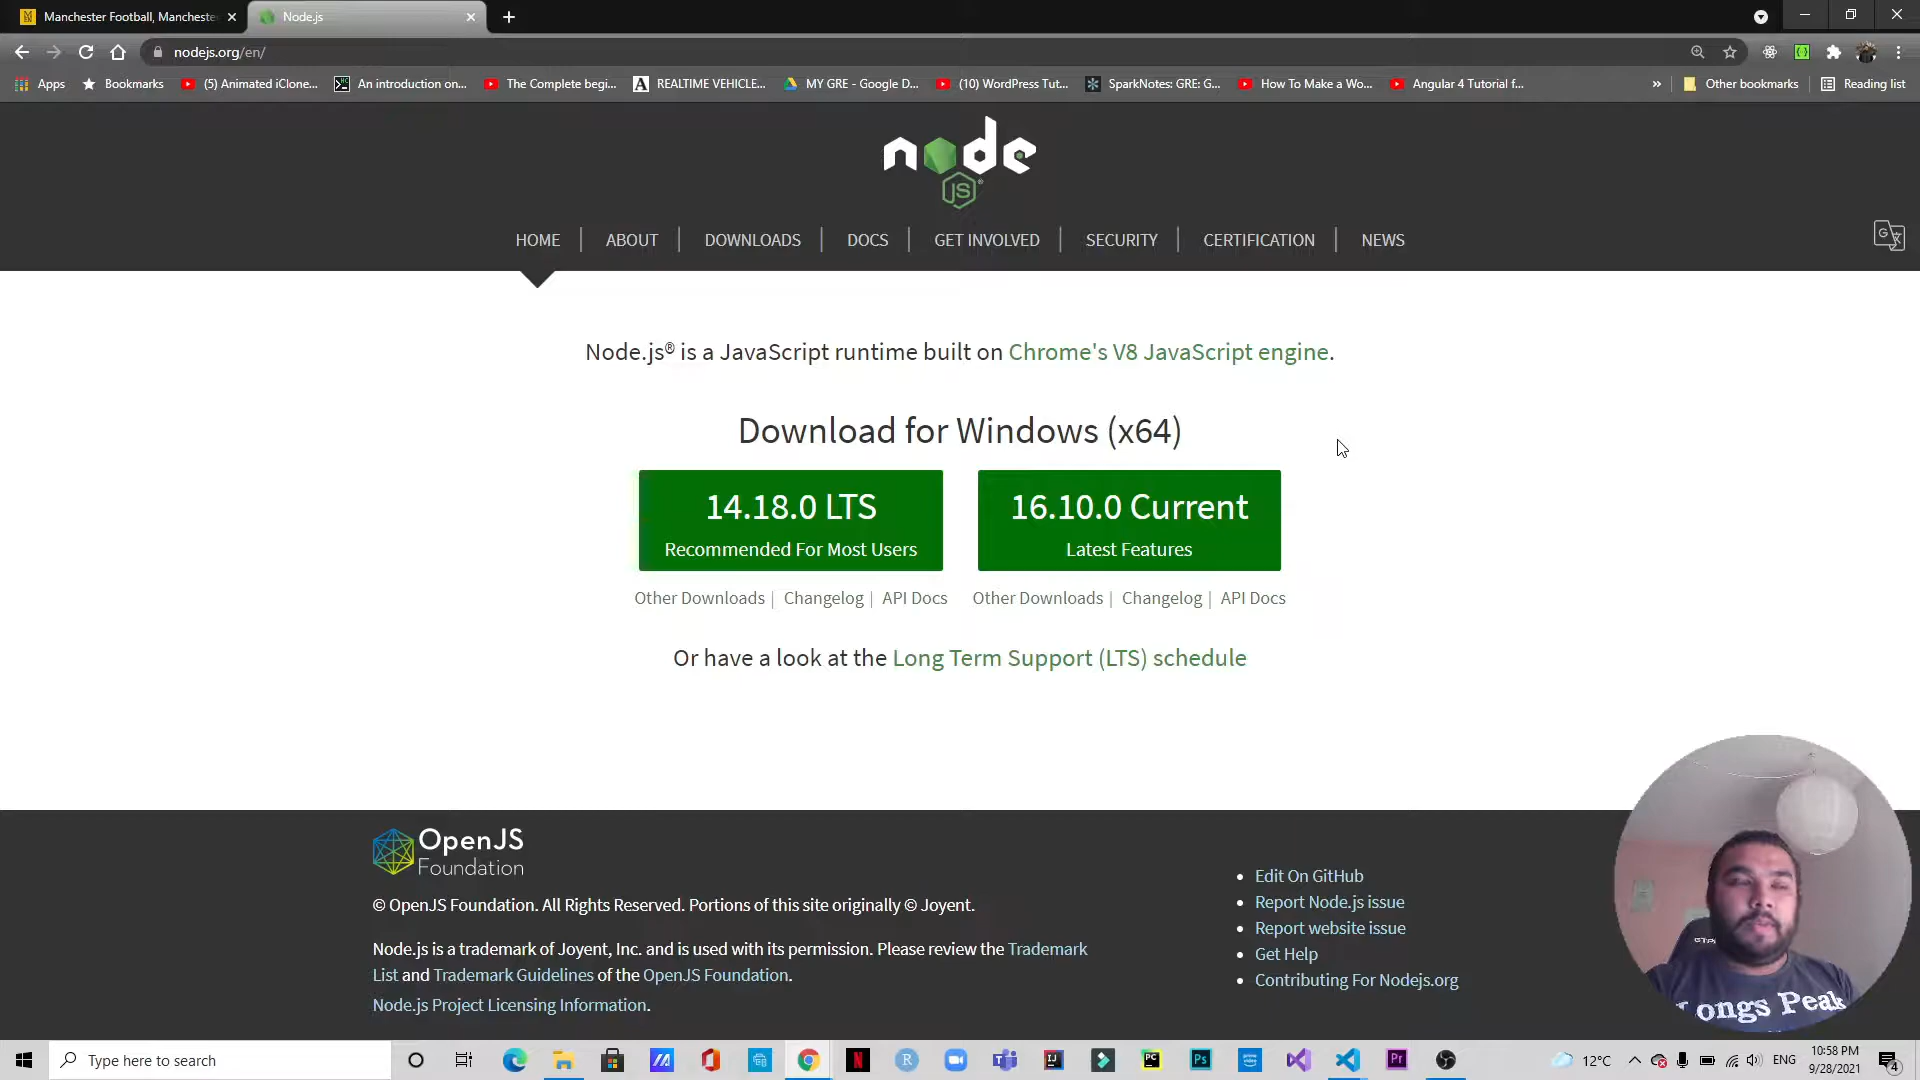 Manchester Football, Mancheste
Node.js
nodejs.org/en/
Apps
Bookmarks
(5) Animated iClone...
An introduction on...
The Complete begi...
REALTIME VEHICLE...
MY GRE - Google D...
(10) WordPress Tut...
SparkNotes: GRE: G...
How To Make a Wo...
Angular 4 Tutorial f...
»
Other bookmarks
Reading list
node
JS
HOME | ABOUT | DOWNLOADS | DOCS | GET INVOLVED | SECURITY | CERTIFICATION | NEWS
Node.js® is a JavaScript runtime built on Chrome's V8 JavaScript engine.
Download for Windows (x64)
14.18.0 LTS
Recommended For Most Users
16.10.0 Current
Latest Features
Other Downloads | Changelog | API Docs
Other Downloads | Changelog | API Docs
Or have a look at the Long Term Support (LTS) schedule
OpenJS
Foundation
© OpenJS Foundation. All Rights Reserved. Portions of this site originally © Joyent.
Node.js is a trademark of Joyent, Inc. and is used with its permission. Please review the Trademark
List and Trademark Guidelines of the OpenJS Foundation.
Node.js Project Licensing Information.
Edit On GitHub
Report Node.js issue
Report website issue
Get Help
Contributing For Nodejs.org
Longs Peak
Type here to search
12°C
ENG
10:58 PM
9/28/2021
4